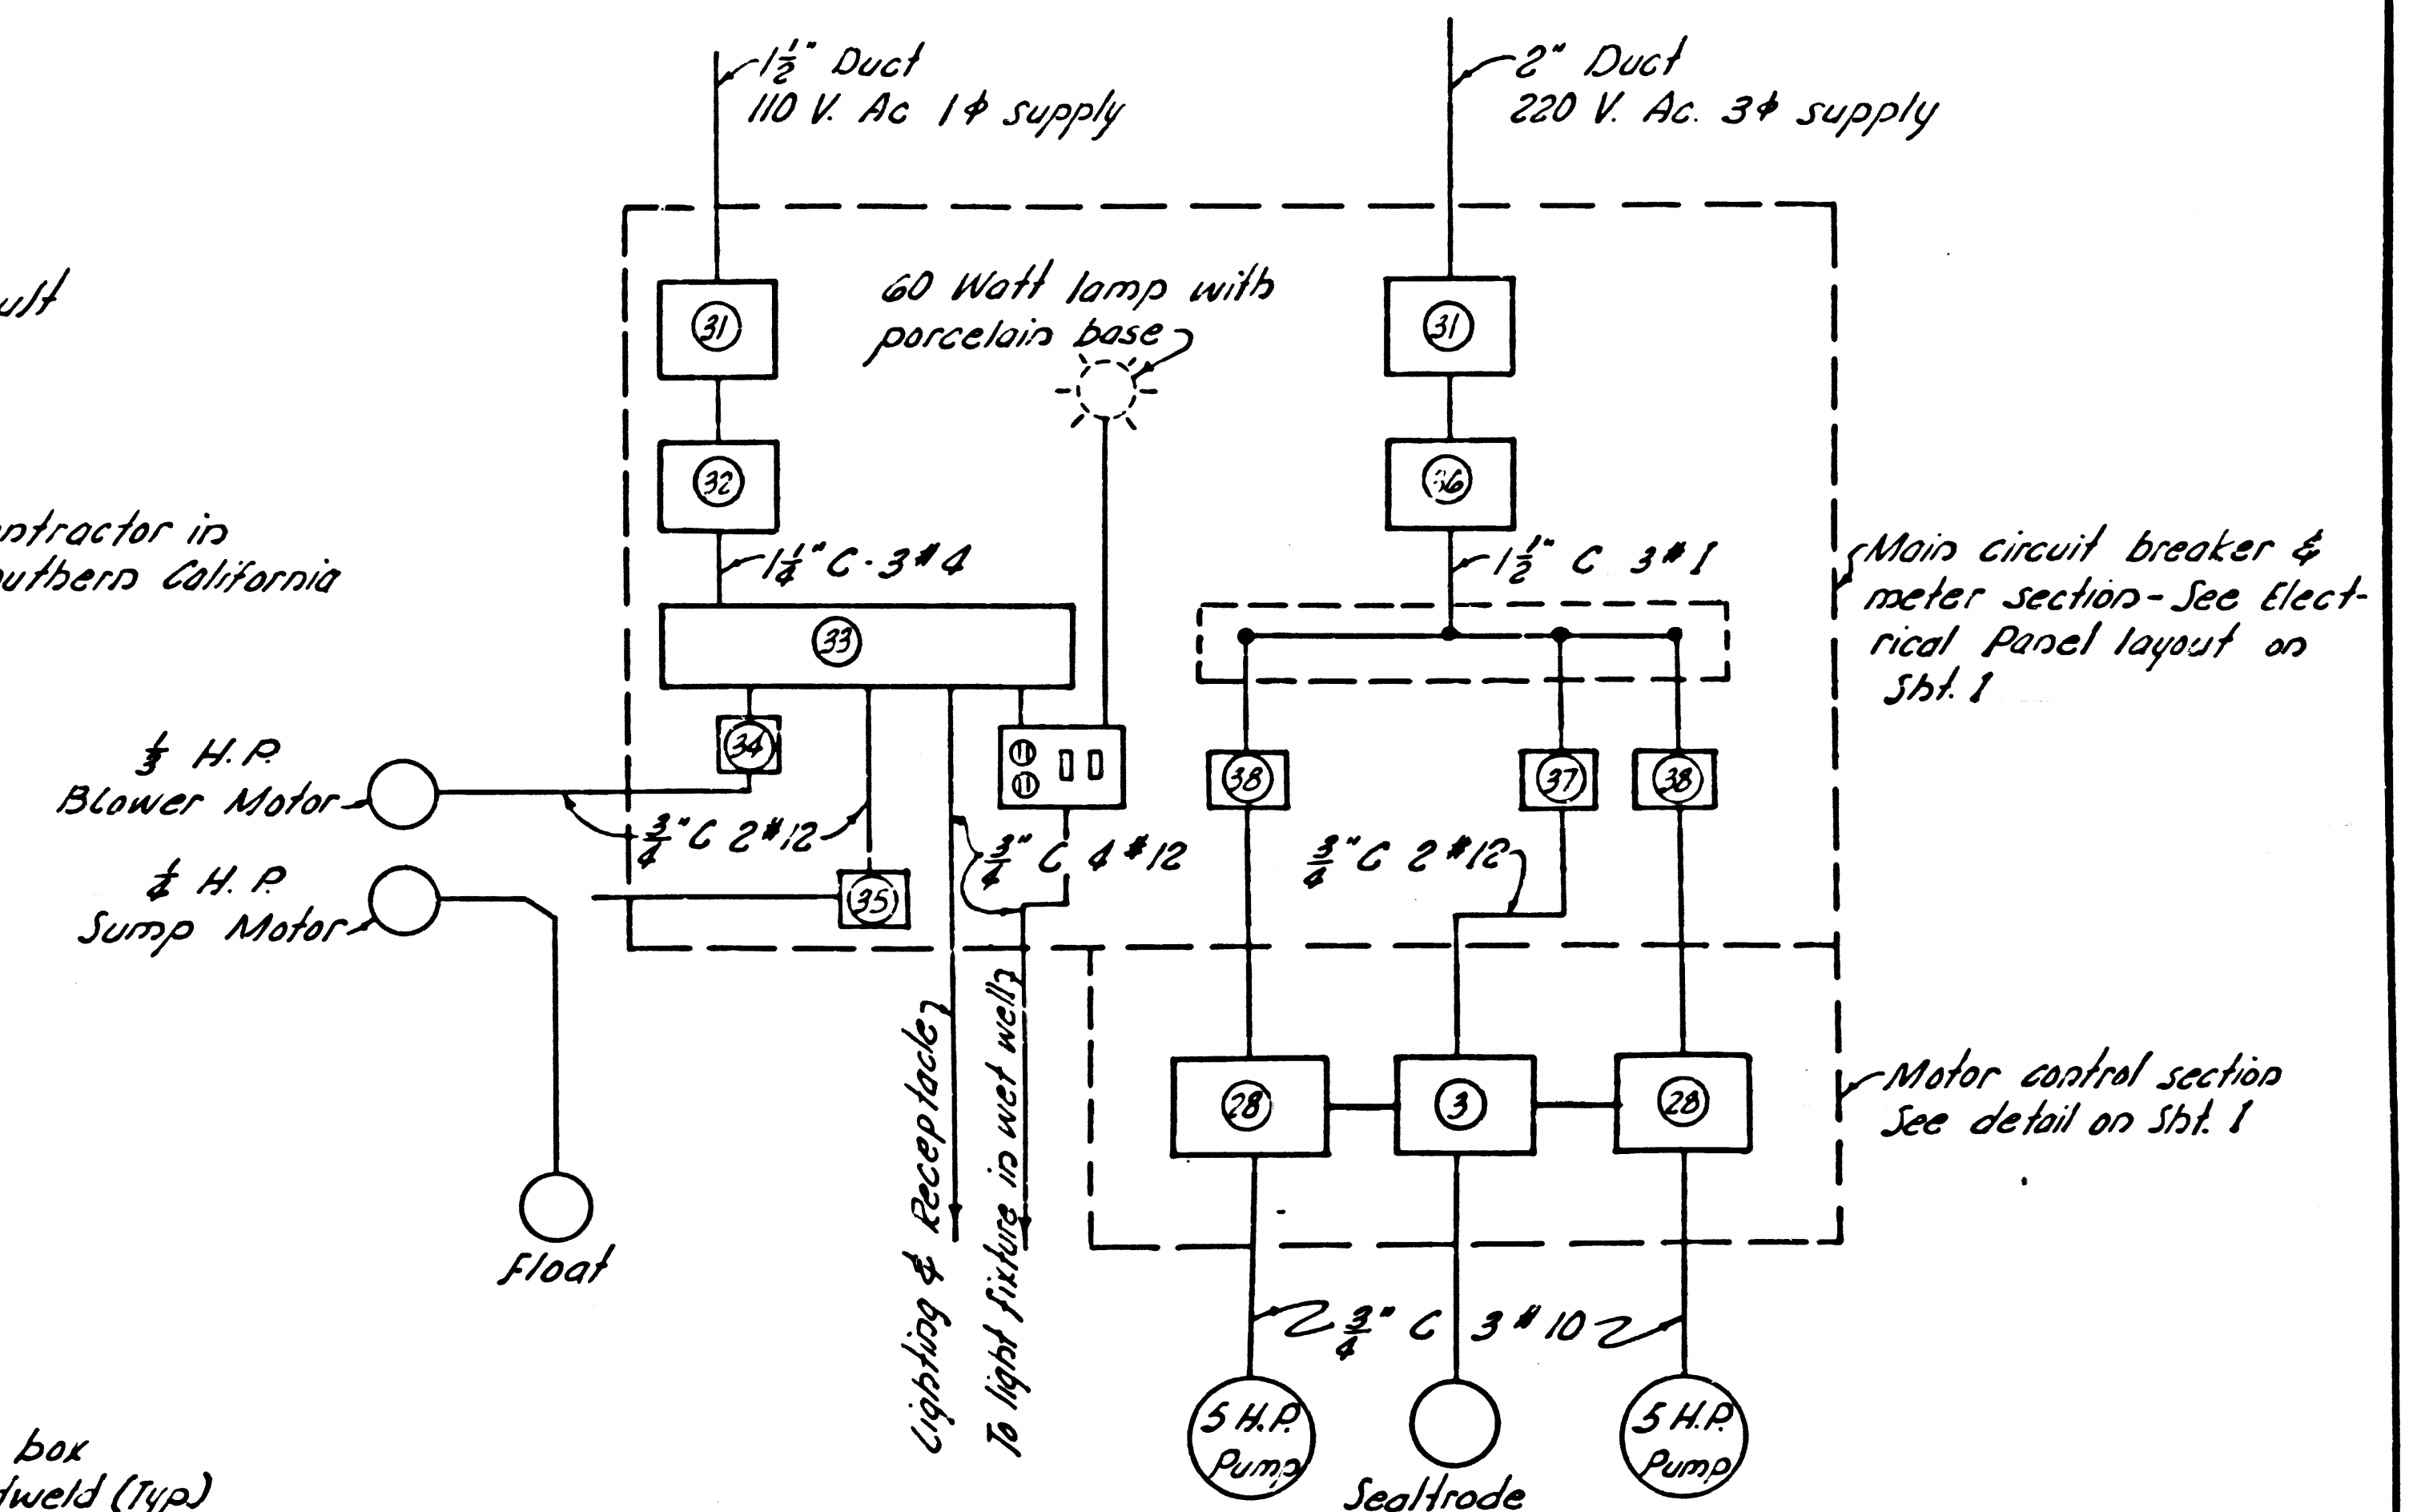 1½" Duct
110 V. Ac 1ϕ supply
2" Duct
220 V. Ac. 3ϕ supply
ult
60 Watt lamp with
porcelain base
31
31
32
36
ntractor in
outhern California
1¼" C - 3 #4
1½" C 3 #1
Main circuit breaker &
meter section - See Elect-
rical Panel layout on
Sht. 1
33
34
38
37
38
⅓ H.P.
Blower Motor
¾" C 2 #12
¾" C 4 #12
¾" C 2 #12
¼ H.P.
Sump Motor
35
Lighting & Receptacle
To light fixture in wet well
28
3
28
Motor control section
See detail on Sht. 1
Float
¾" C 3 #10
5 H.P.
Pump
5 H.P.
Pump
Sealtrode
box
dweld (Typ)